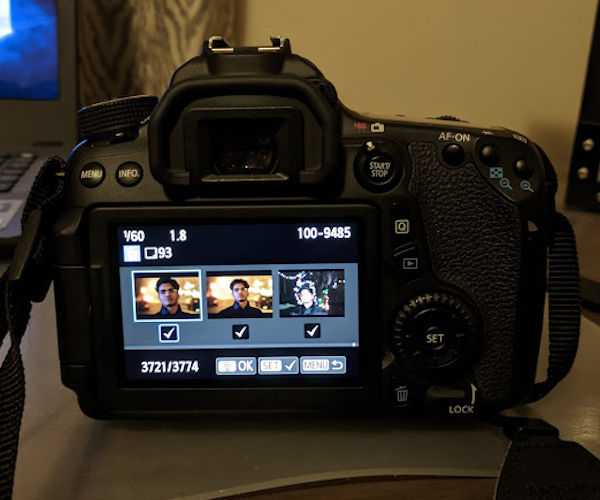 AF-ON
MENU INFO.
START/
STOP
1/60 1.8 100-9485
93
Q
SET
3721/3774 OK SET MENU
LOCK